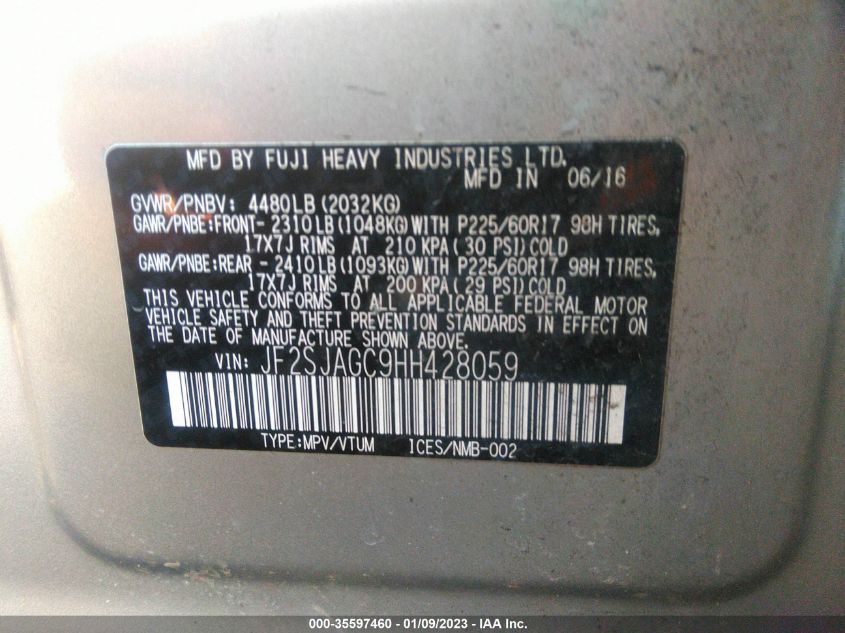 MFD BY FUJI HEAVY INDUSTRIES LTD.
MFD IN 06/16
GVWR/PNBV: 4480LB (2032KG)
GAWR/PNBE:FRONT- 2310LB (1048KG) WITH P225/60R17 98H TIRES,
17X7J RIMS AT 210 KPA (30 PSI) COLD
GAWR/PNBE:REAR - 2410LB (1093KG) WITH P225/60R17 98H TIRES,
17X7J RIMS AT 200 KPA (29 PSI) COLD
THIS VEHICLE CONFORMS TO ALL APPLICABLE FEDERAL MOTOR
VEHICLE SAFETY AND THEFT PREVENTION STANDARDS IN EFFECT ON
THE DATE OF MANUFACTURE SHOWN ABOVE.
VIN: JF2SJAGC9HH428059
TYPE:MPV/VTUM ICES/NMB-002
000-35597460 - 01/09/2023 - IAA Inc.